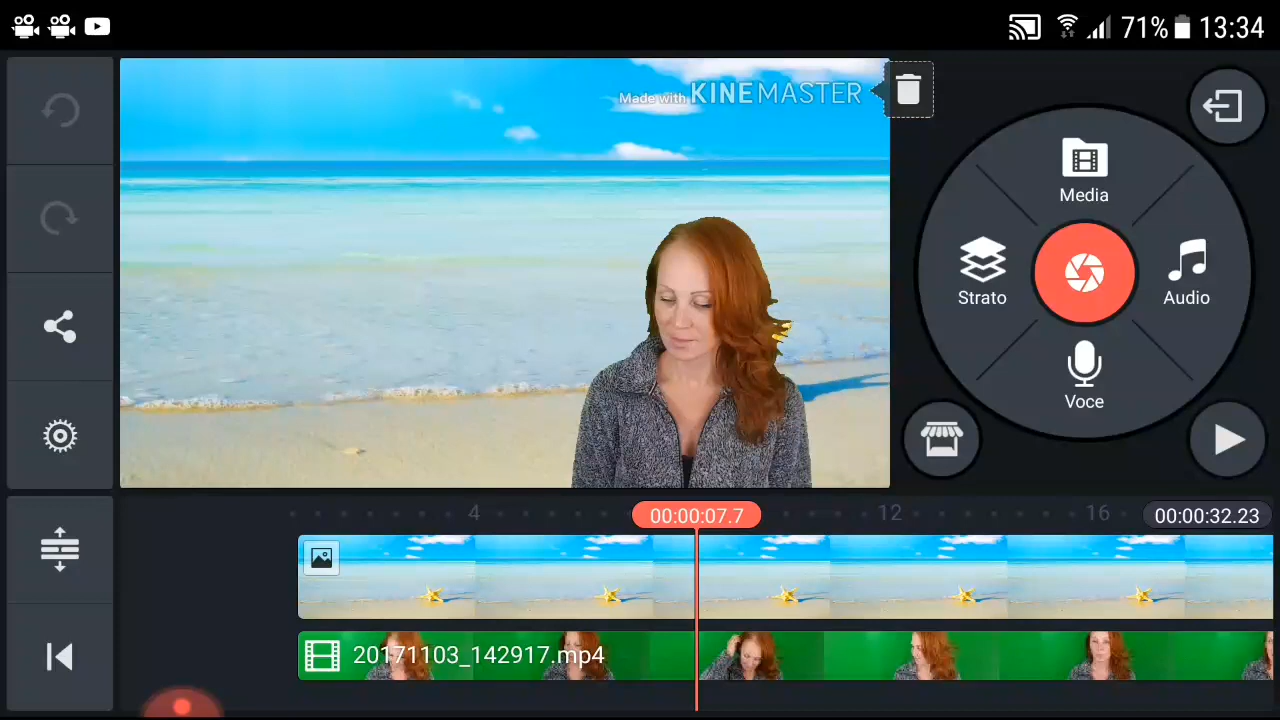 71% 13:34
Made with KINEMASTER
Media
Strato
Audio
Voce
4
00:00:07.7
12
16
00:00:32.23
20171103_142917.mp4